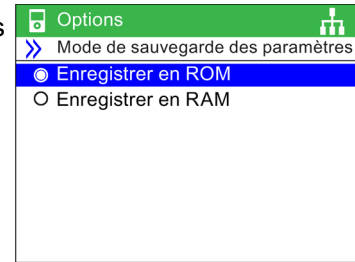 s
Options
Mode de sauvegarde des paramètres
Enregistrer en ROM
Enregistrer en RAM